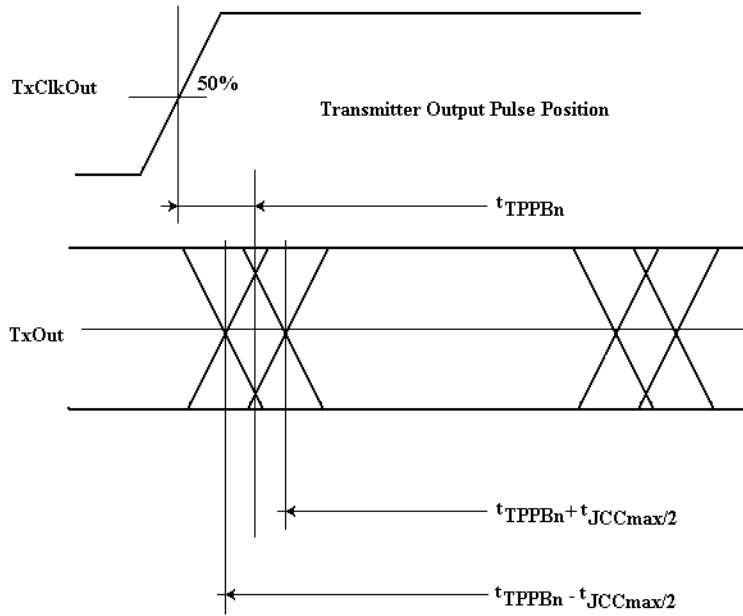 TxClkOut
50%
Transmitter Output Pulse Position
tTPPBn
TxOut
tTPPBn+tJCCmax/2
tTPPBn - tJCCmax/2